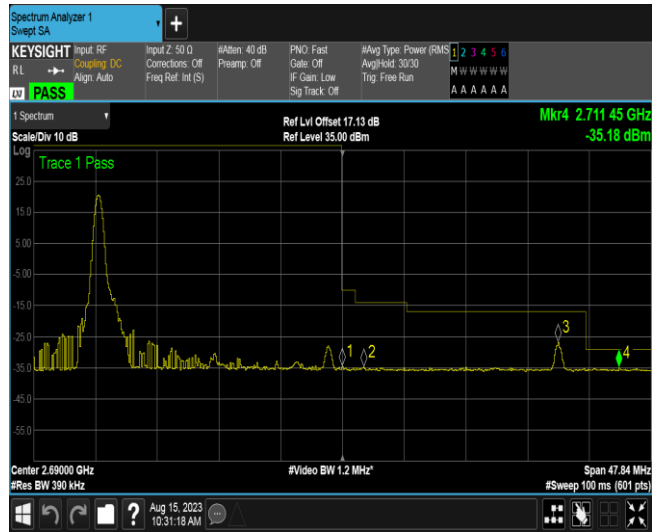 Spectrum Analyzer 1
Swept SA
+
KEYSIGHT
RL
LXI PASS
Input: RF
Coupling: DC
Align: Auto
Input Z: 50 Ω
Corrections: Off
Freq Ref: Int (S)
#Atten: 40 dB
Preamp: Off
PNO: Fast
Gate: Off
IF Gain: Low
Sig Track: Off
#Avg Type: Power (RMS
Avg|Hold: 30/30
Trig: Free Run
1 2 3 4 5 6
M W W W W W
A A A A A A
1 Spectrum
Scale/Div 10 dB
Log
Ref Lvl Offset 17.13 dB
Ref Level 35.00 dBm
Mkr4 2.711 45 GHz
-35.18 dBm
Trace 1 Pass
25.0
15.0
5.00
-5.00
-15.0
-25.0
-35.0
-45.0
-55.0
1
2
3
4
Center 2.69000 GHz
#Res BW 390 kHz
#Video BW 1.2 MHz*
Span 47.84 MHz
#Sweep 100 ms (601 pts)
?
Aug 15, 2023
10:31:18 AM